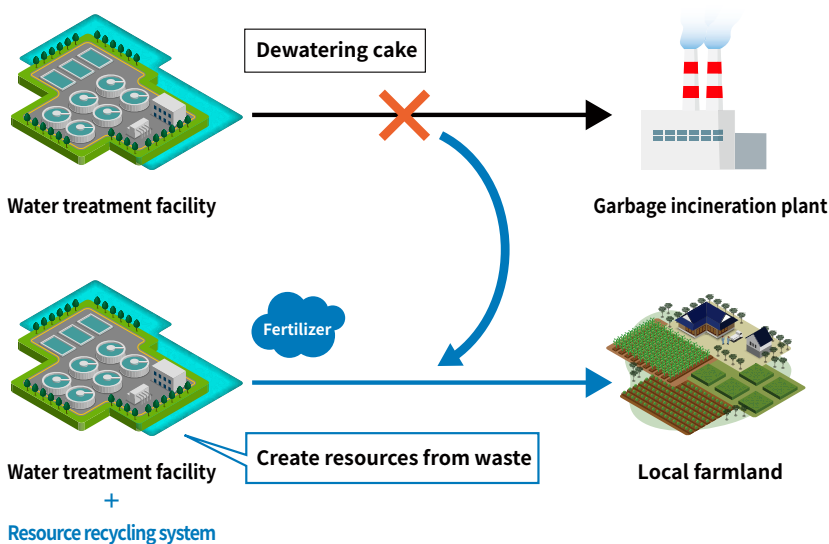 Dewatering cake
Water treatment facility
Garbage incineration plant
Fertilizer
Create resources from waste
Water treatment facility
+
Resource recycling system
Local farmland